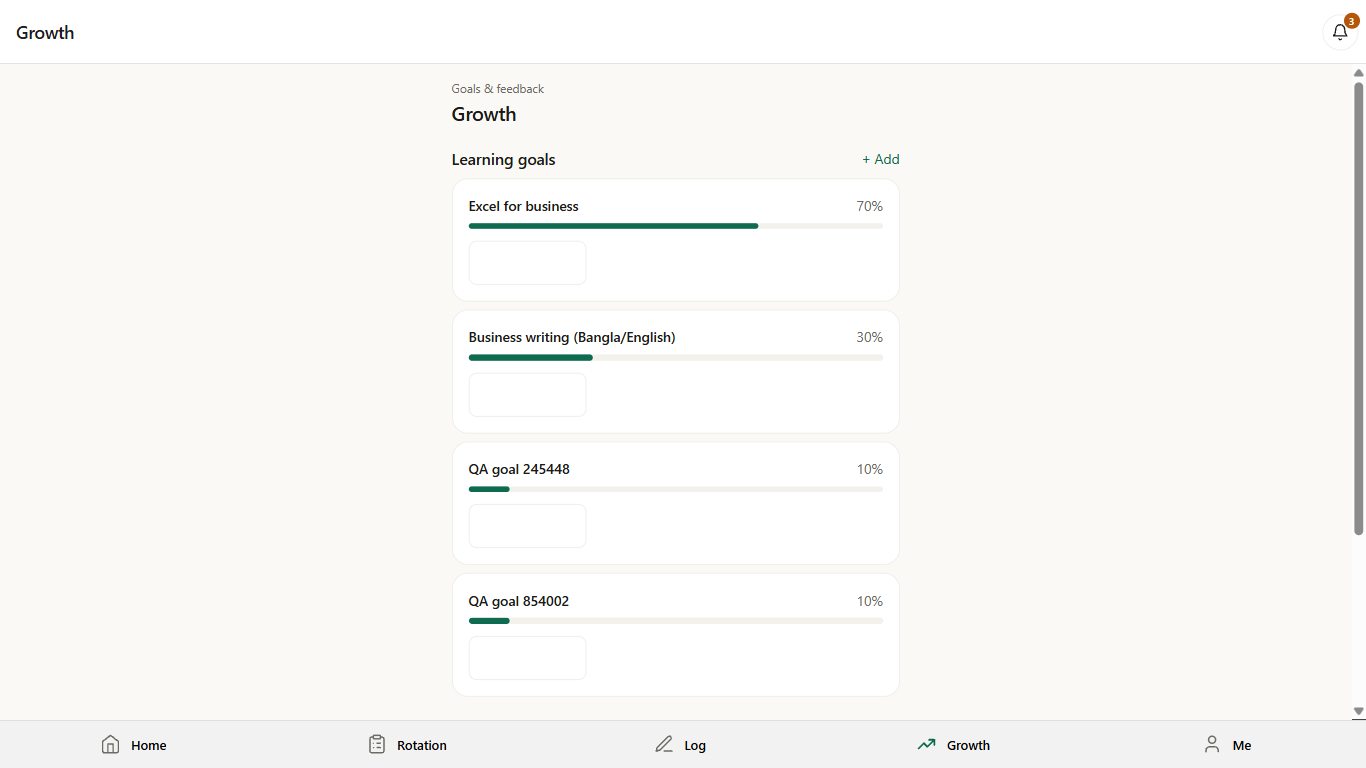 Growth
3
Goals & feedback
Growth
Learning goals
+ Add
Excel for business
70%
Business writing (Bangla/English)
30%
QA goal 245448
10%
QA goal 854002
10%
Home
Rotation
Log
Growth
Me